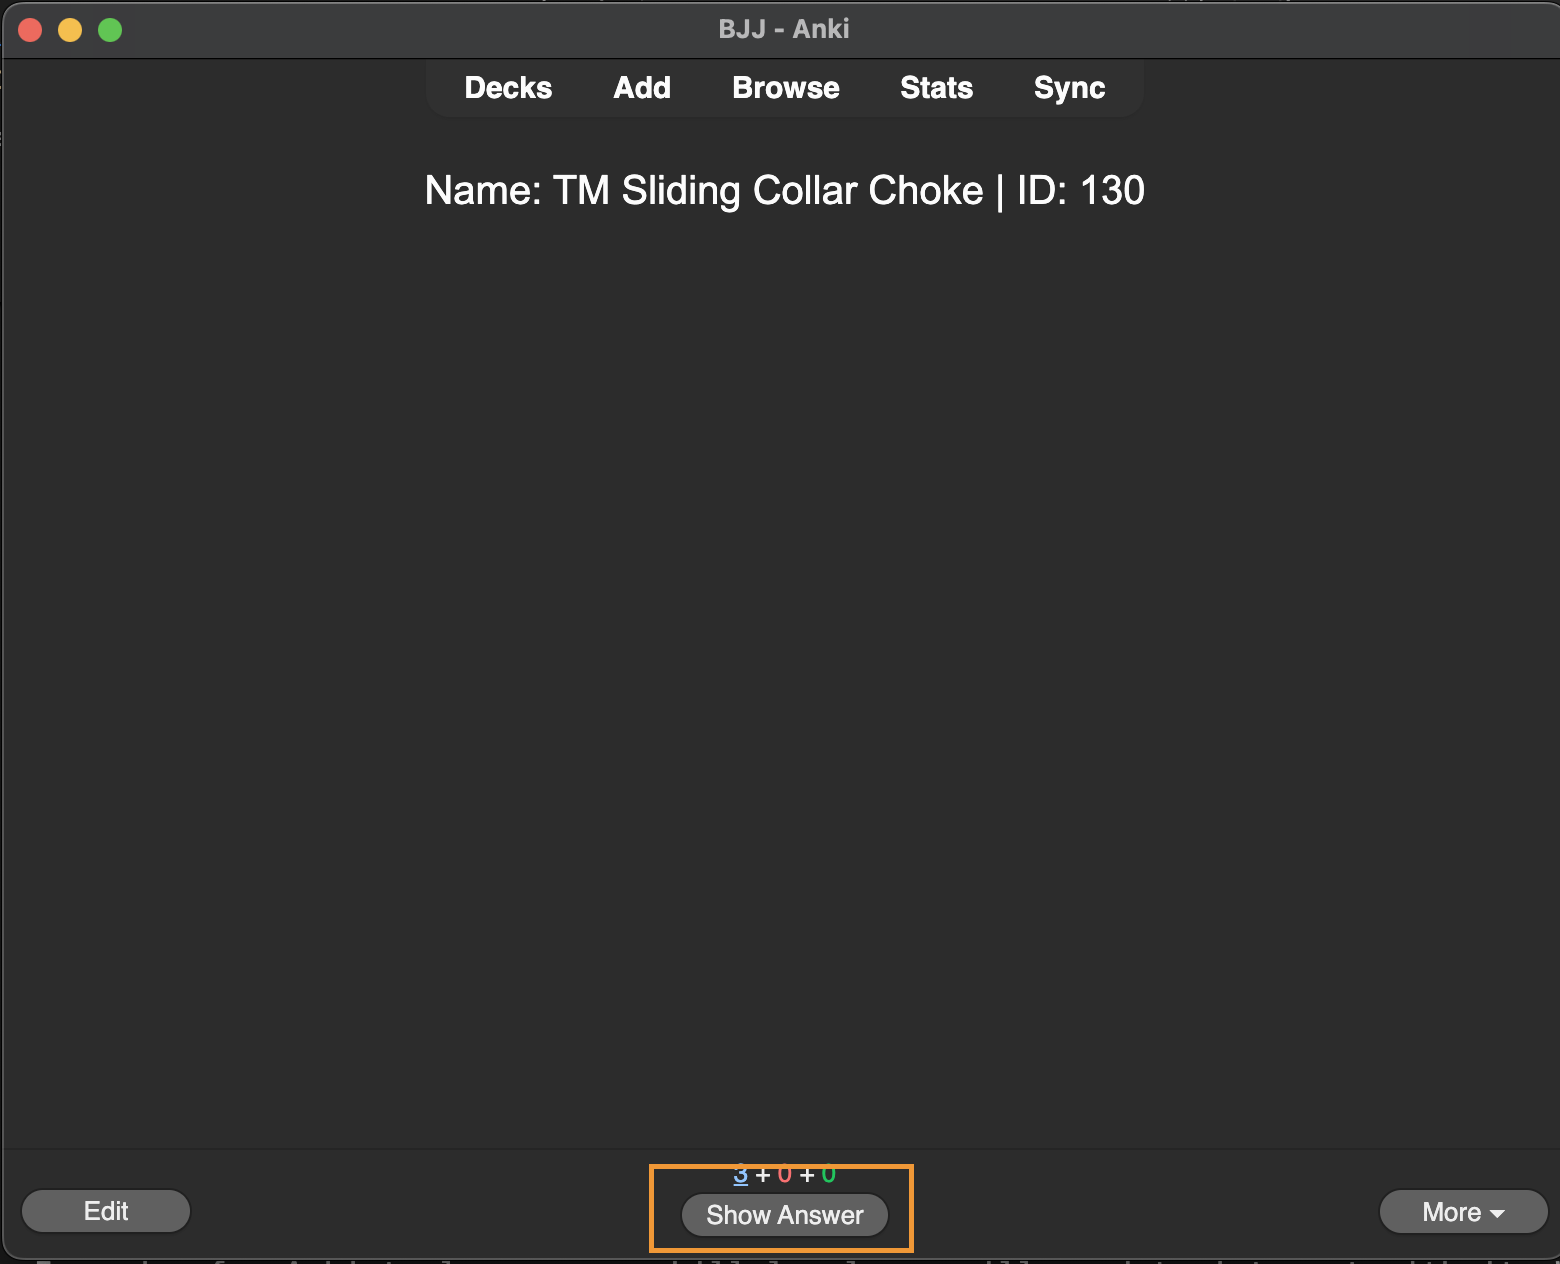 BJJ - Anki
Decks Add Browse Stats Sync
Name: TM Sliding Collar Choke | ID: 130
3 + 0 + 0
Edit Show Answer More